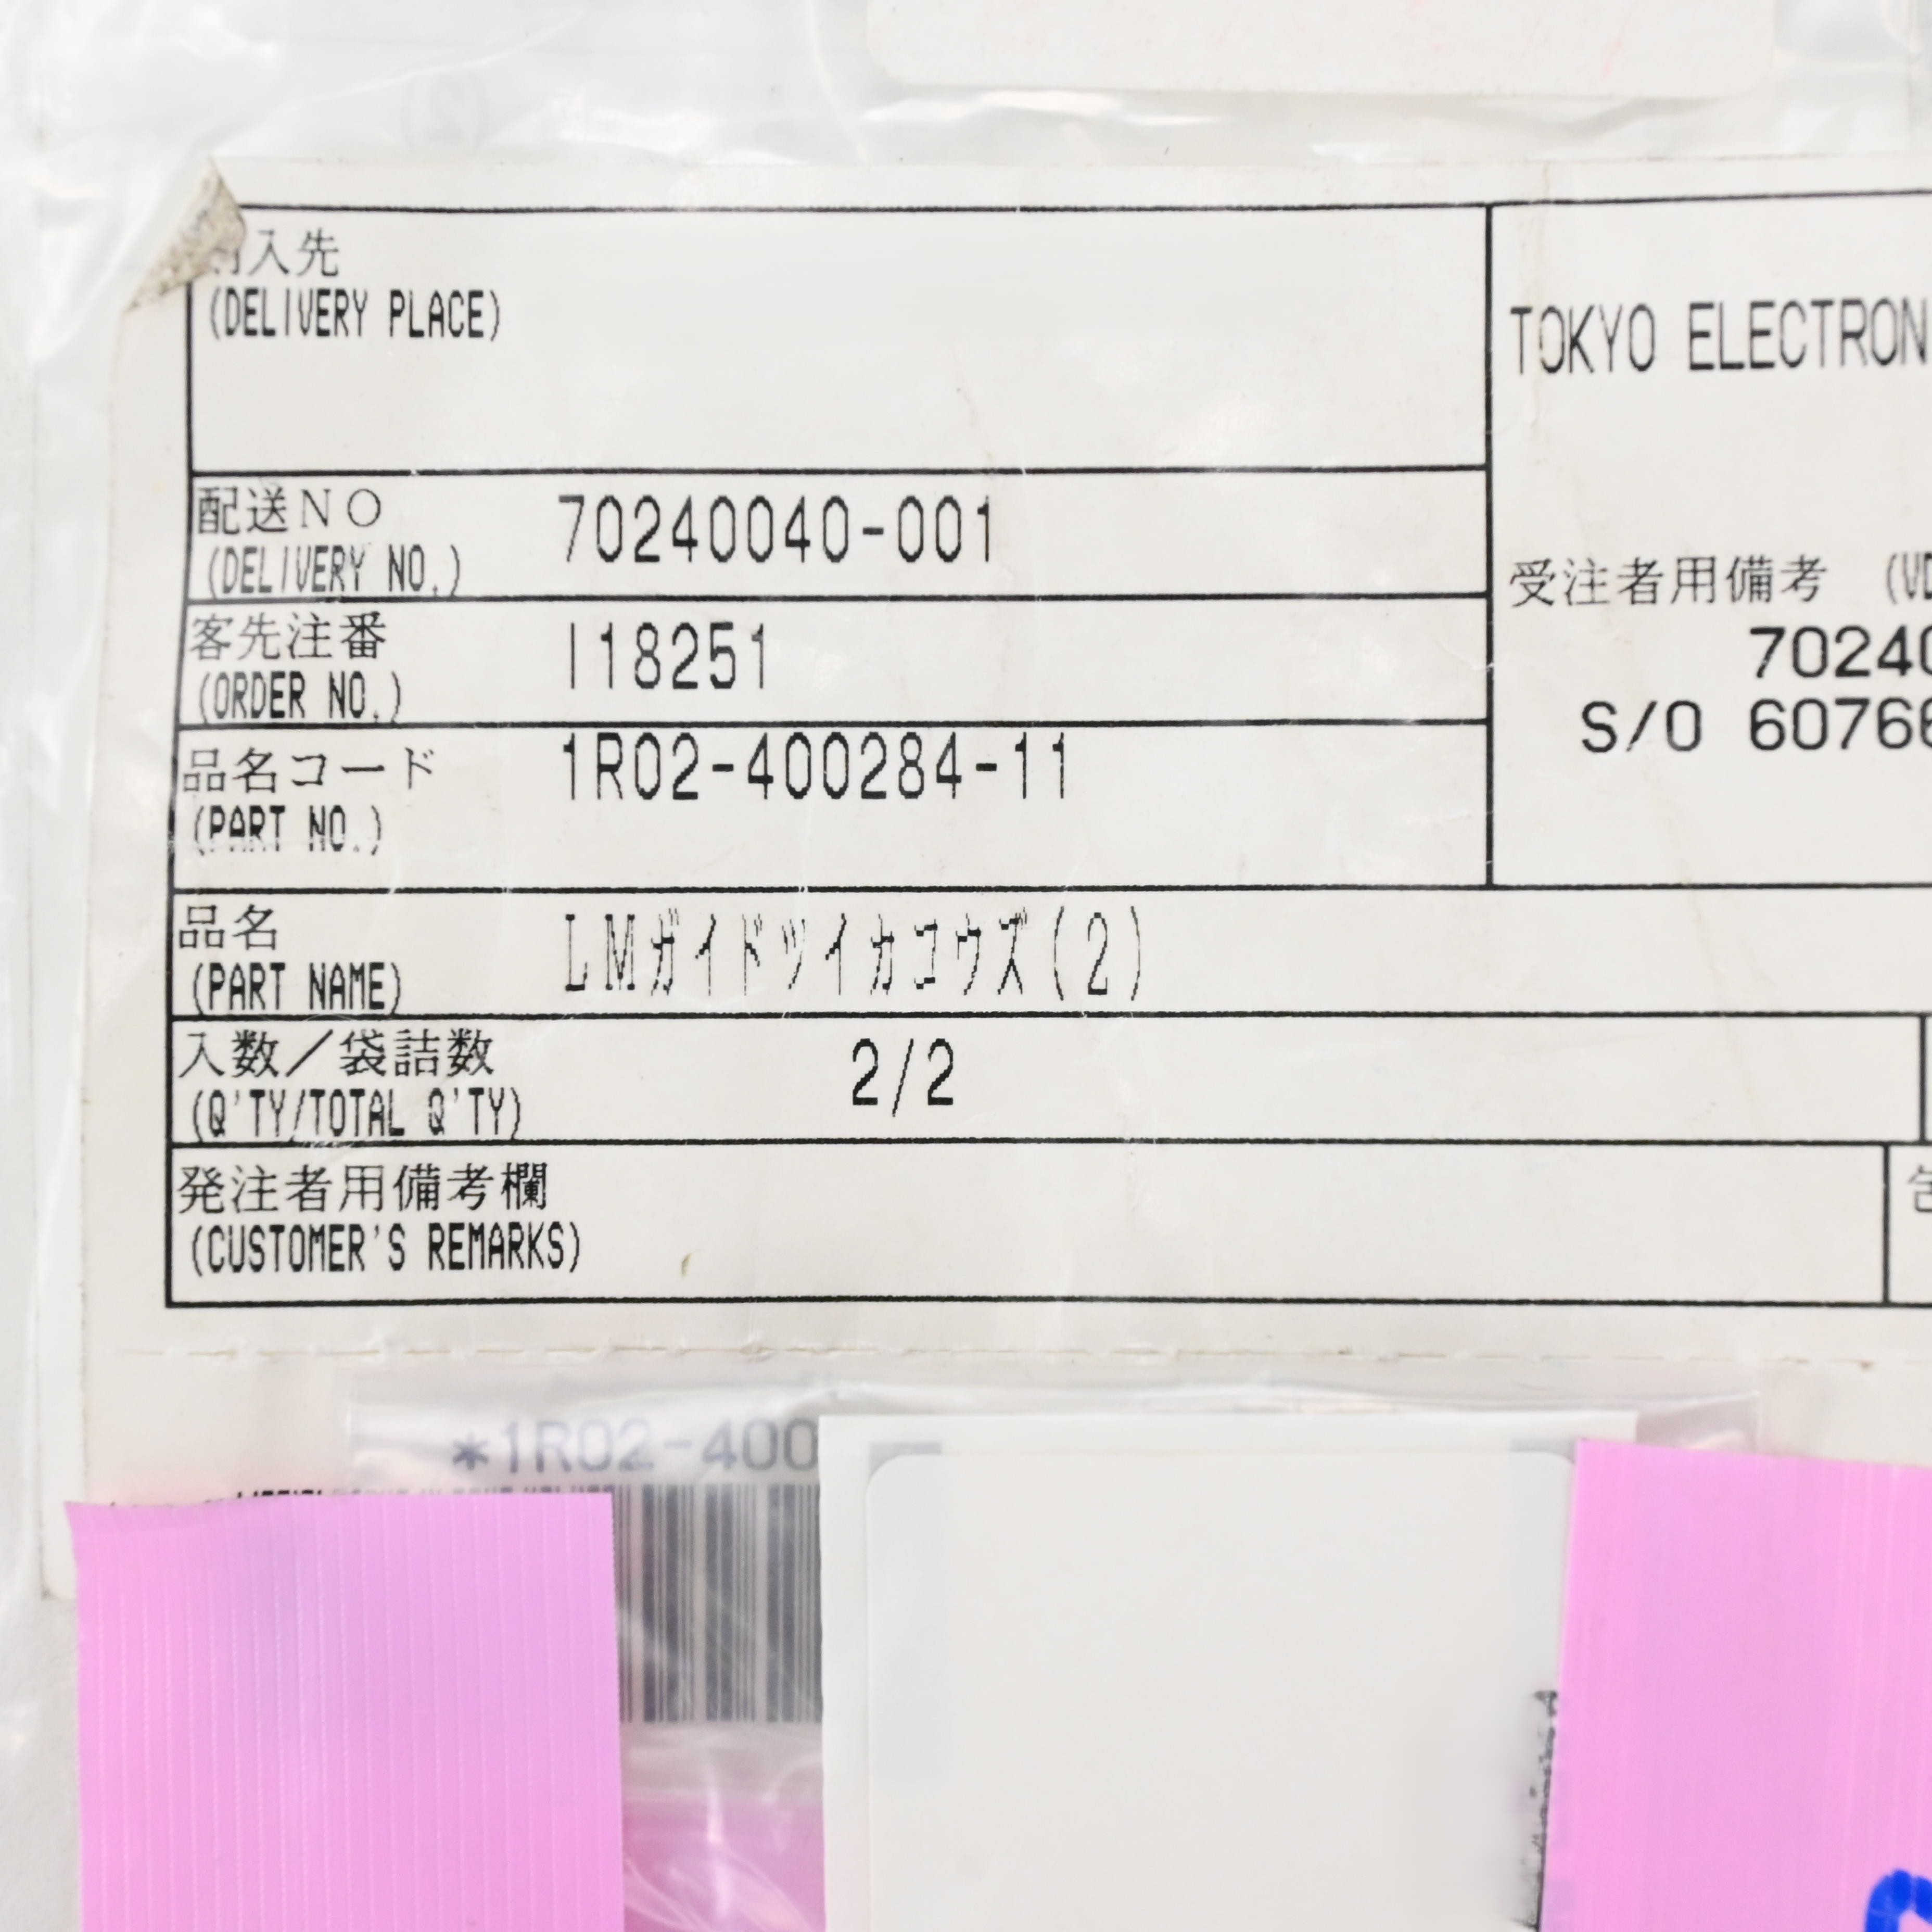 入先
(DELIVERY PLACE)
TOKYO ELECTRON
配送NO
(DELIVERY NO.)
70240040-001
客先注番
(ORDER NO.)
I18251
品名コード
(PART NO.)
1R02-400284-11
受注者用備考
70240
S/O 60766
品名
(PART NAME)
LMガイドツイカコウズ(2)
入数/袋詰数
(Q'TY/TOTAL Q'TY)
2/2
発注者用備考欄
(CUSTOMER'S REMARKS)
*1R02-400